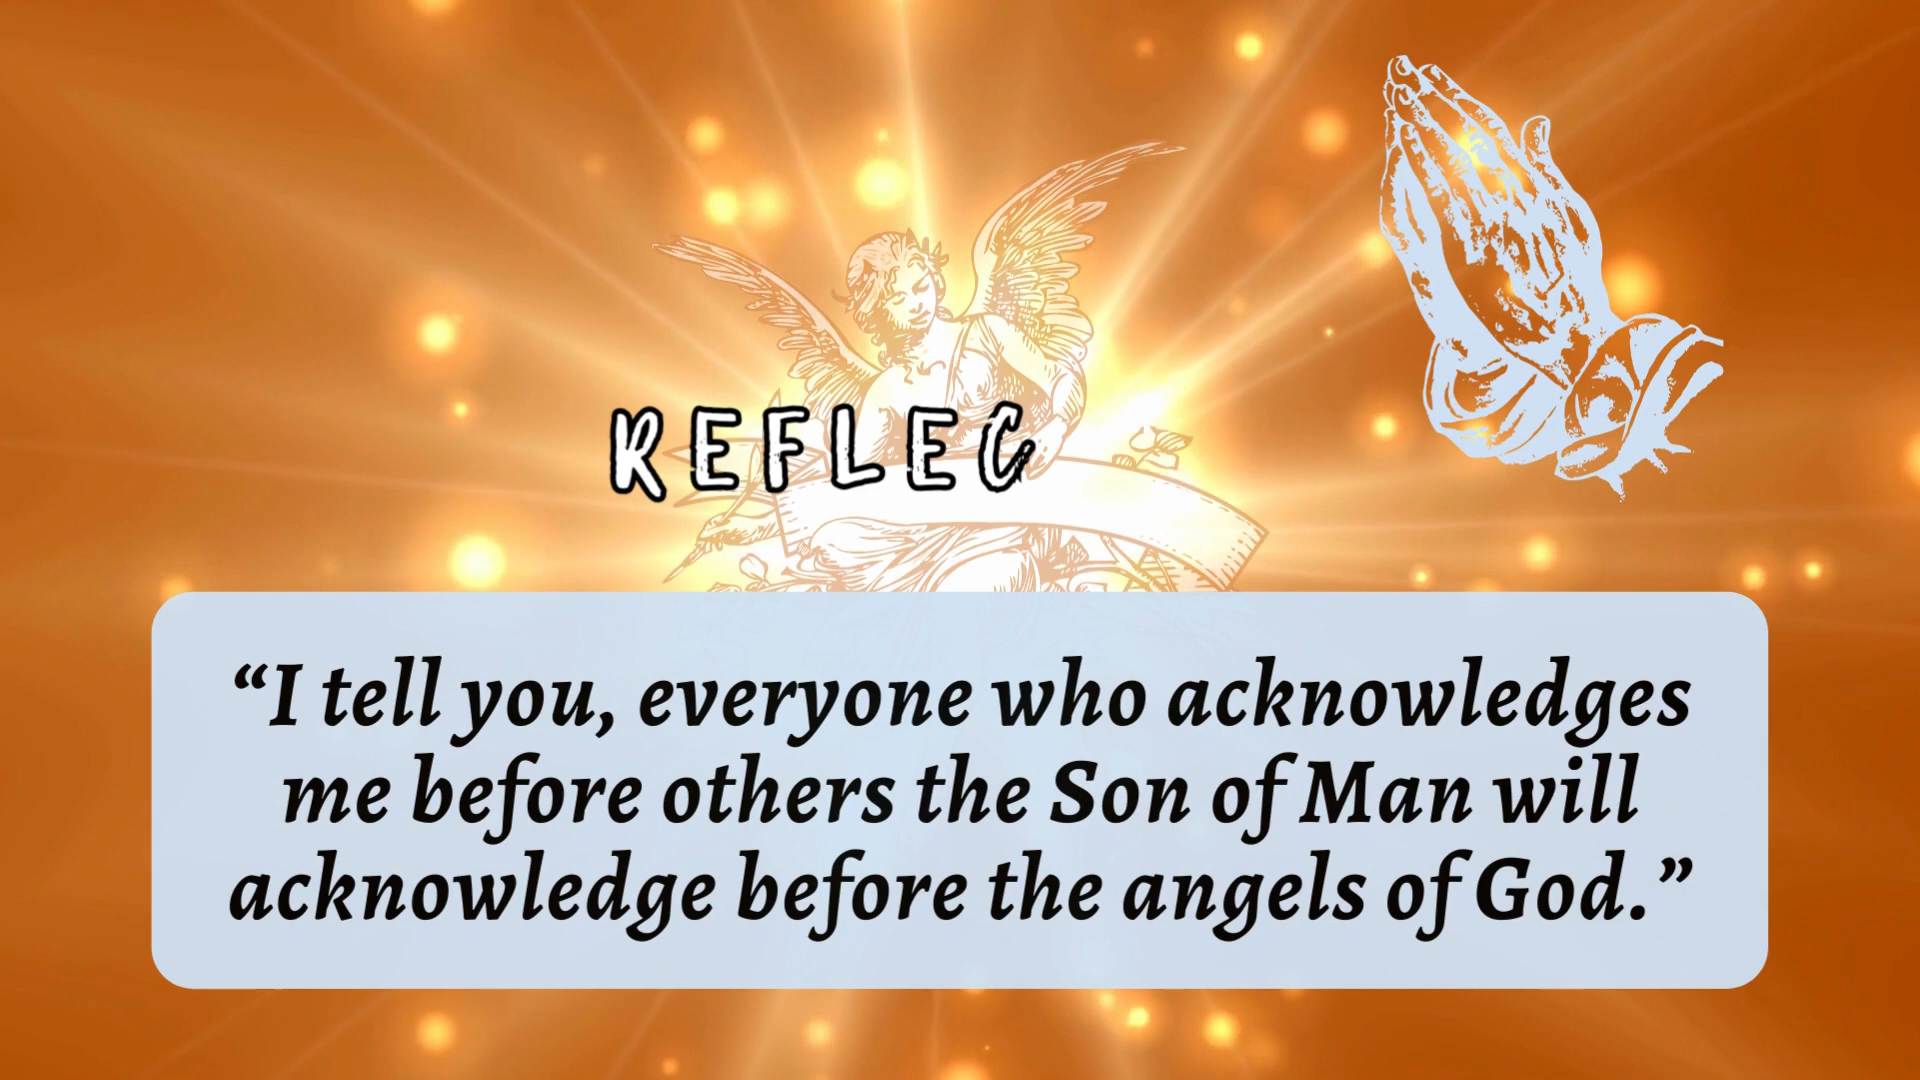 REFLEC
“I tell you, everyone who acknowledges
me before others the Son of Man will
acknowledge before the angels of God.”